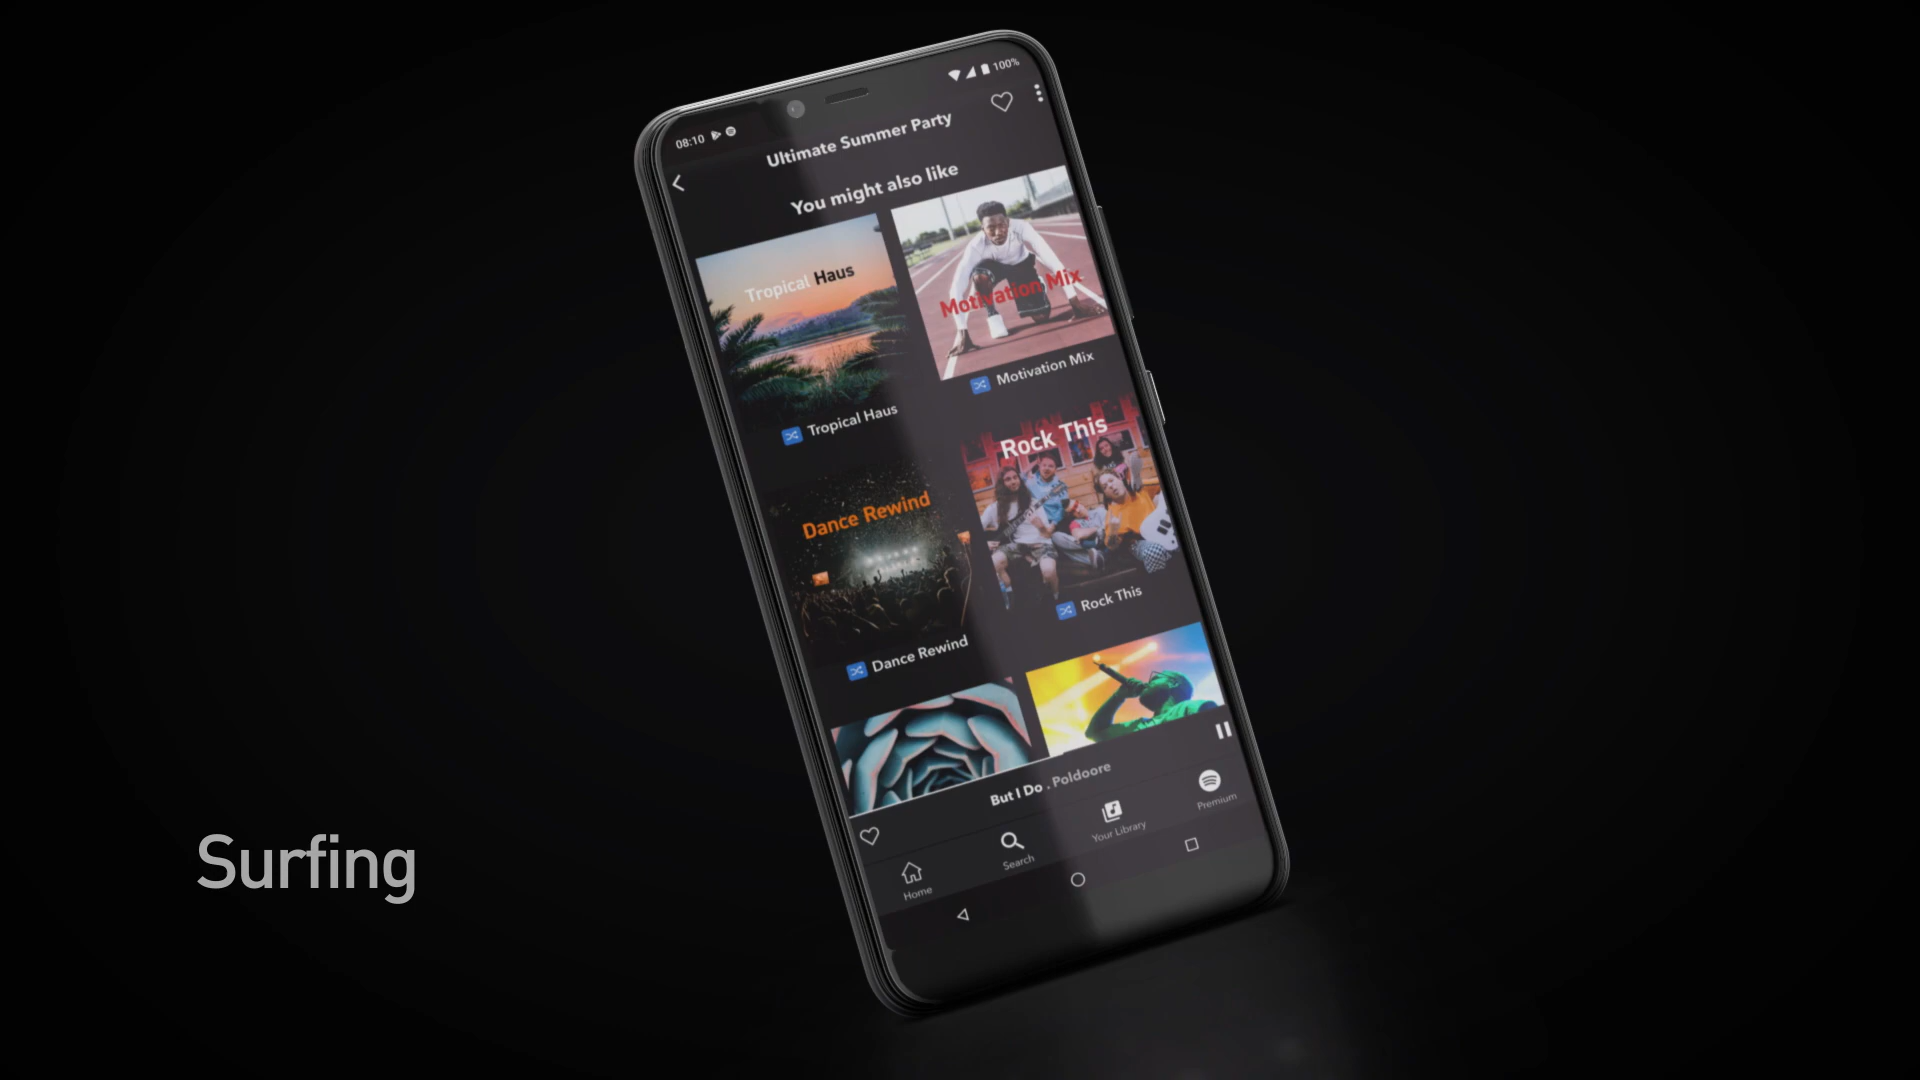 08:10
100%
Ultimate Summer Party
You might also like
Tropical Haus
Motivation Mix
Tropical Haus
Motivation Mix
Dance Rewind
Rock This
Dance Rewind
Rock This
But I Do . Poldoore
Home
Search
Your Library
Premium
Surfing